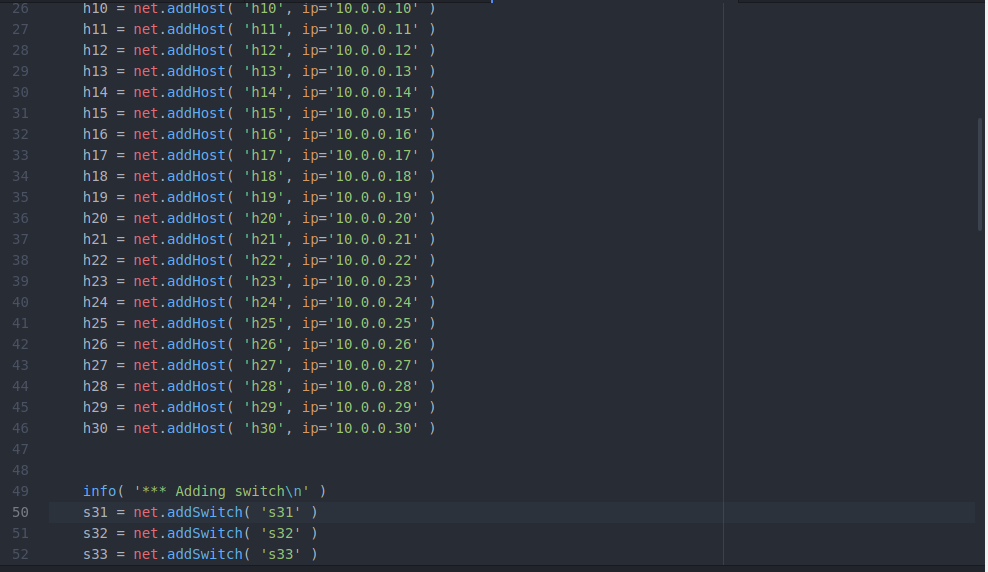 26 h10 = net.addHost( 'h10', ip='10.0.0.10' )
27 h11 = net.addHost( 'h11', ip='10.0.0.11' )
28 h12 = net.addHost( 'h12', ip='10.0.0.12' )
29 h13 = net.addHost( 'h13', ip='10.0.0.13' )
30 h14 = net.addHost( 'h14', ip='10.0.0.14' )
31 h15 = net.addHost( 'h15', ip='10.0.0.15' )
32 h16 = net.addHost( 'h16', ip='10.0.0.16' )
33 h17 = net.addHost( 'h17', ip='10.0.0.17' )
34 h18 = net.addHost( 'h18', ip='10.0.0.18' )
35 h19 = net.addHost( 'h19', ip='10.0.0.19' )
36 h20 = net.addHost( 'h20', ip='10.0.0.20' )
37 h21 = net.addHost( 'h21', ip='10.0.0.21' )
38 h22 = net.addHost( 'h22', ip='10.0.0.22' )
39 h23 = net.addHost( 'h23', ip='10.0.0.23' )
40 h24 = net.addHost( 'h24', ip='10.0.0.24' )
41 h25 = net.addHost( 'h25', ip='10.0.0.25' )
42 h26 = net.addHost( 'h26', ip='10.0.0.26' )
43 h27 = net.addHost( 'h27', ip='10.0.0.27' )
44 h28 = net.addHost( 'h28', ip='10.0.0.28' )
45 h29 = net.addHost( 'h29', ip='10.0.0.29' )
46 h30 = net.addHost( 'h30', ip='10.0.0.30' )
47
48
49 info( '*** Adding switch\n' )
50 s31 = net.addSwitch( 's31' )
51 s32 = net.addSwitch( 's32' )
52 s33 = net.addSwitch( 's33' )